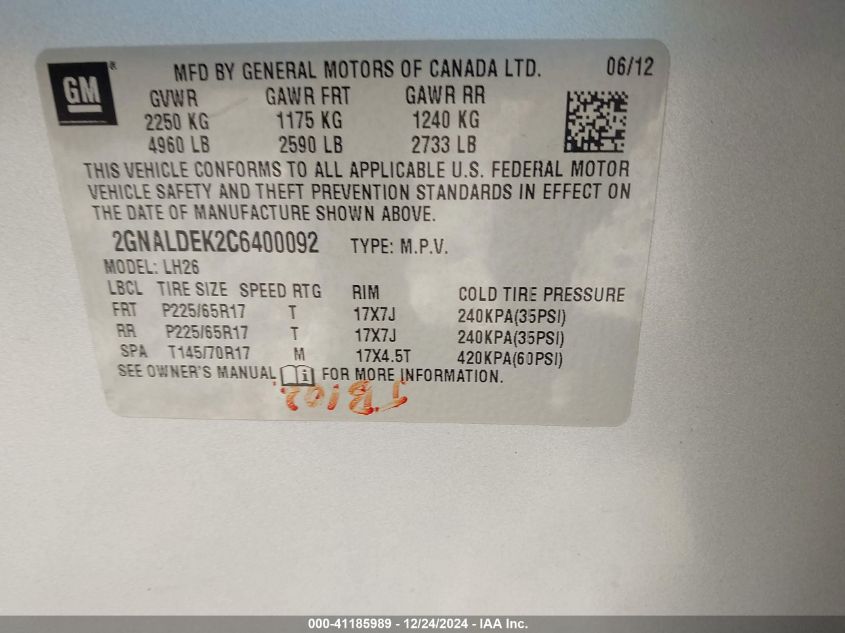 GM® MFD BY GENERAL MOTORS OF CANADA LTD. 06/12
GVWR GAWR FRT GAWR RR
2250 KG 1175 KG 1240 KG
4960 LB 2590 LB 2733 LB
THIS VEHICLE CONFORMS TO ALL APPLICABLE U.S. FEDERAL MOTOR
VEHICLE SAFETY AND THEFT PREVENTION STANDARDS IN EFFECT ON
THE DATE OF MANUFACTURE SHOWN ABOVE.
2GNALDEK2C6400092 TYPE: M.P.V.
MODEL: LH26
LBCL TIRE SIZE SPEED RTG RIM COLD TIRE PRESSURE
FRT P225/65R17 T 17X7J 240KPA(35PSI)
RR P225/65R17 T 17X7J 240KPA(35PSI)
SPA T145/70R17 M 17X4.5T 420KPA(60PSI)
SEE OWNER'S MANUAL i FOR MORE INFORMATION.
000-41185989 – 12/24/2024 - IAA Inc.